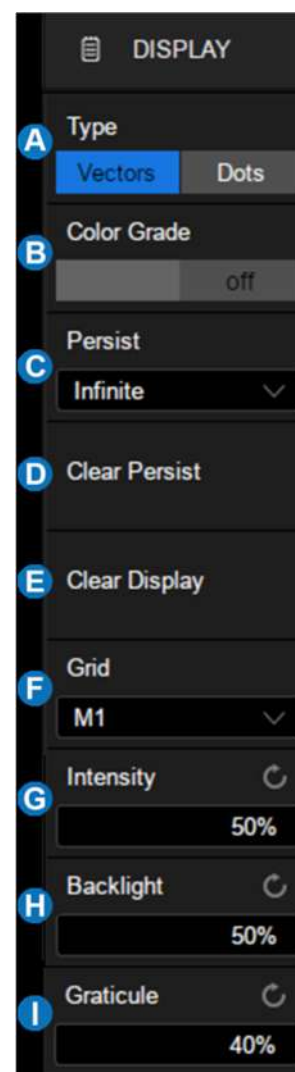 DISPLAY
A Type
Vectors Dots
B Color Grade
off
C Persist
Infinite
D Clear Persist
E Clear Display
F Grid
M1
G Intensity
50%
H Backlight
50%
I Graticule
40%